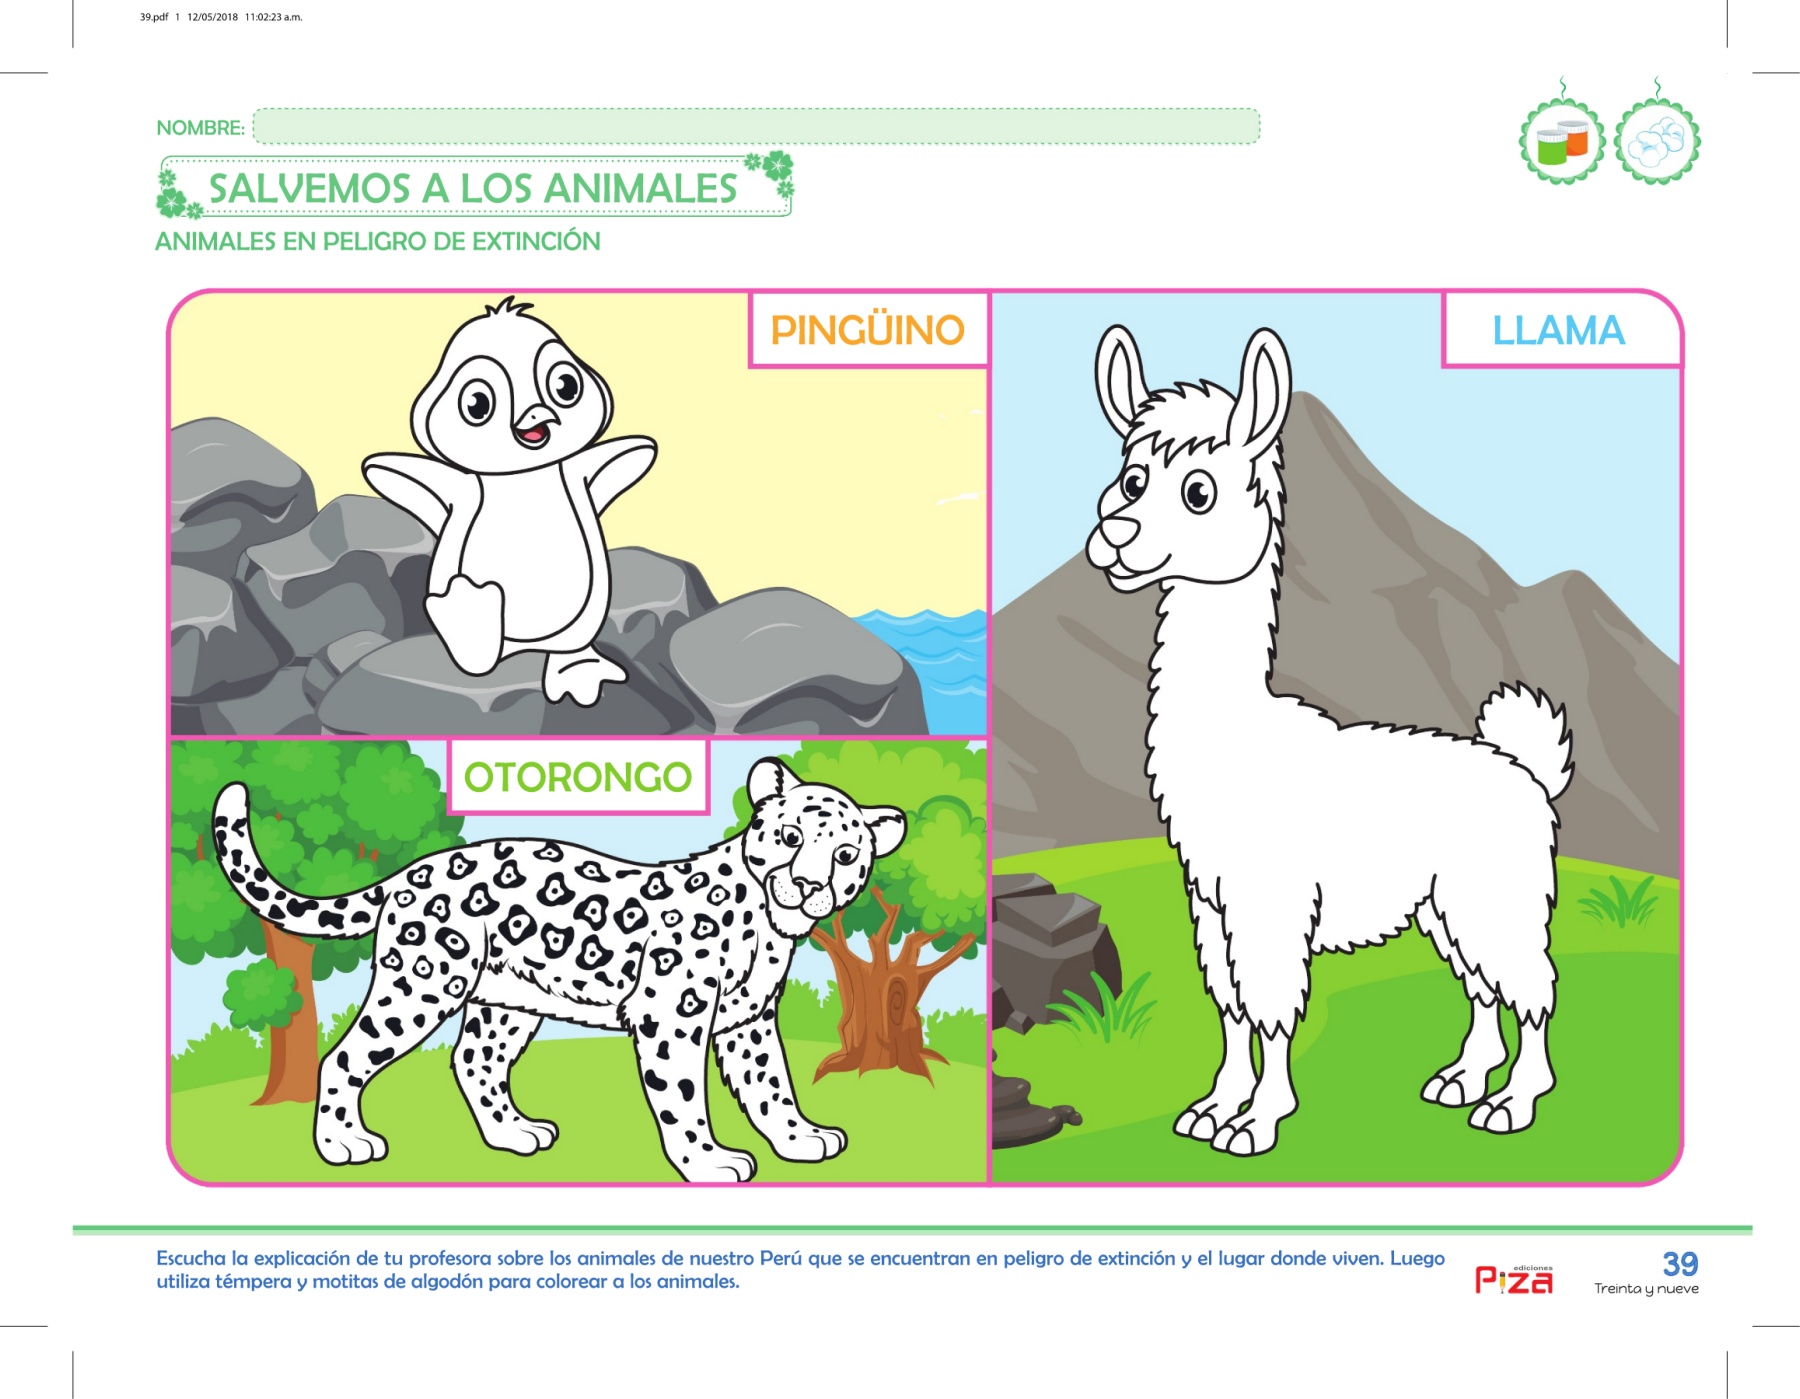 39.pdf 1 12/05/2018 11:02:23 a.m.
NOMBRE:
SALVEMOS A LOS ANIMALES
ANIMALES EN PELIGRO DE EXTINCIÓN
PINGÜINO
LLAMA
OTORONGO
Escucha la explicación de tu profesora sobre los animales de nuestro Perú que se encuentran en peligro de extinción y el lugar donde viven. Luego
utiliza témpera y motitas de algodón para colorear a los animales.
ediciones
Piza
39
Treinta y nueve